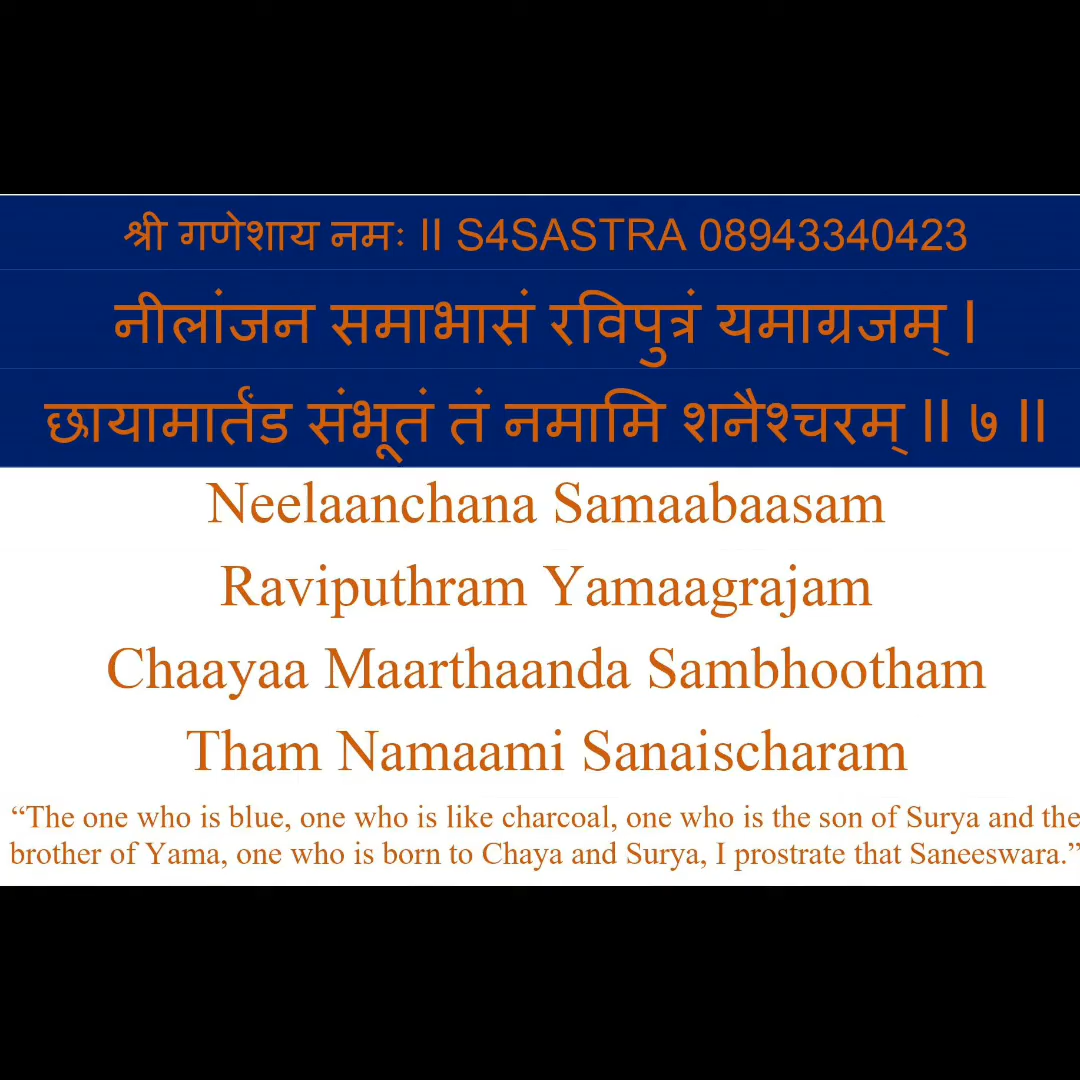 श्री गणेशाय नमः ॥ S4SASTRA 08943340423
नीलांजन समाभासं रविपुत्रं यमाग्रजम् ।
छायामार्तंड संभूतं तं नमामि शनैश्चरम् ॥ ७ ॥
Neelaanchana Samaabaasam
Raviputhram Yamaagrajam
Chaayaa Maarthaanda Sambhootham
Tham Namaami Sanaischaram
“The one who is blue, one who is like charcoal, one who is the son of Surya and the
brother of Yama, one who is born to Chaya and Surya, I prostrate that Saneeswara.”